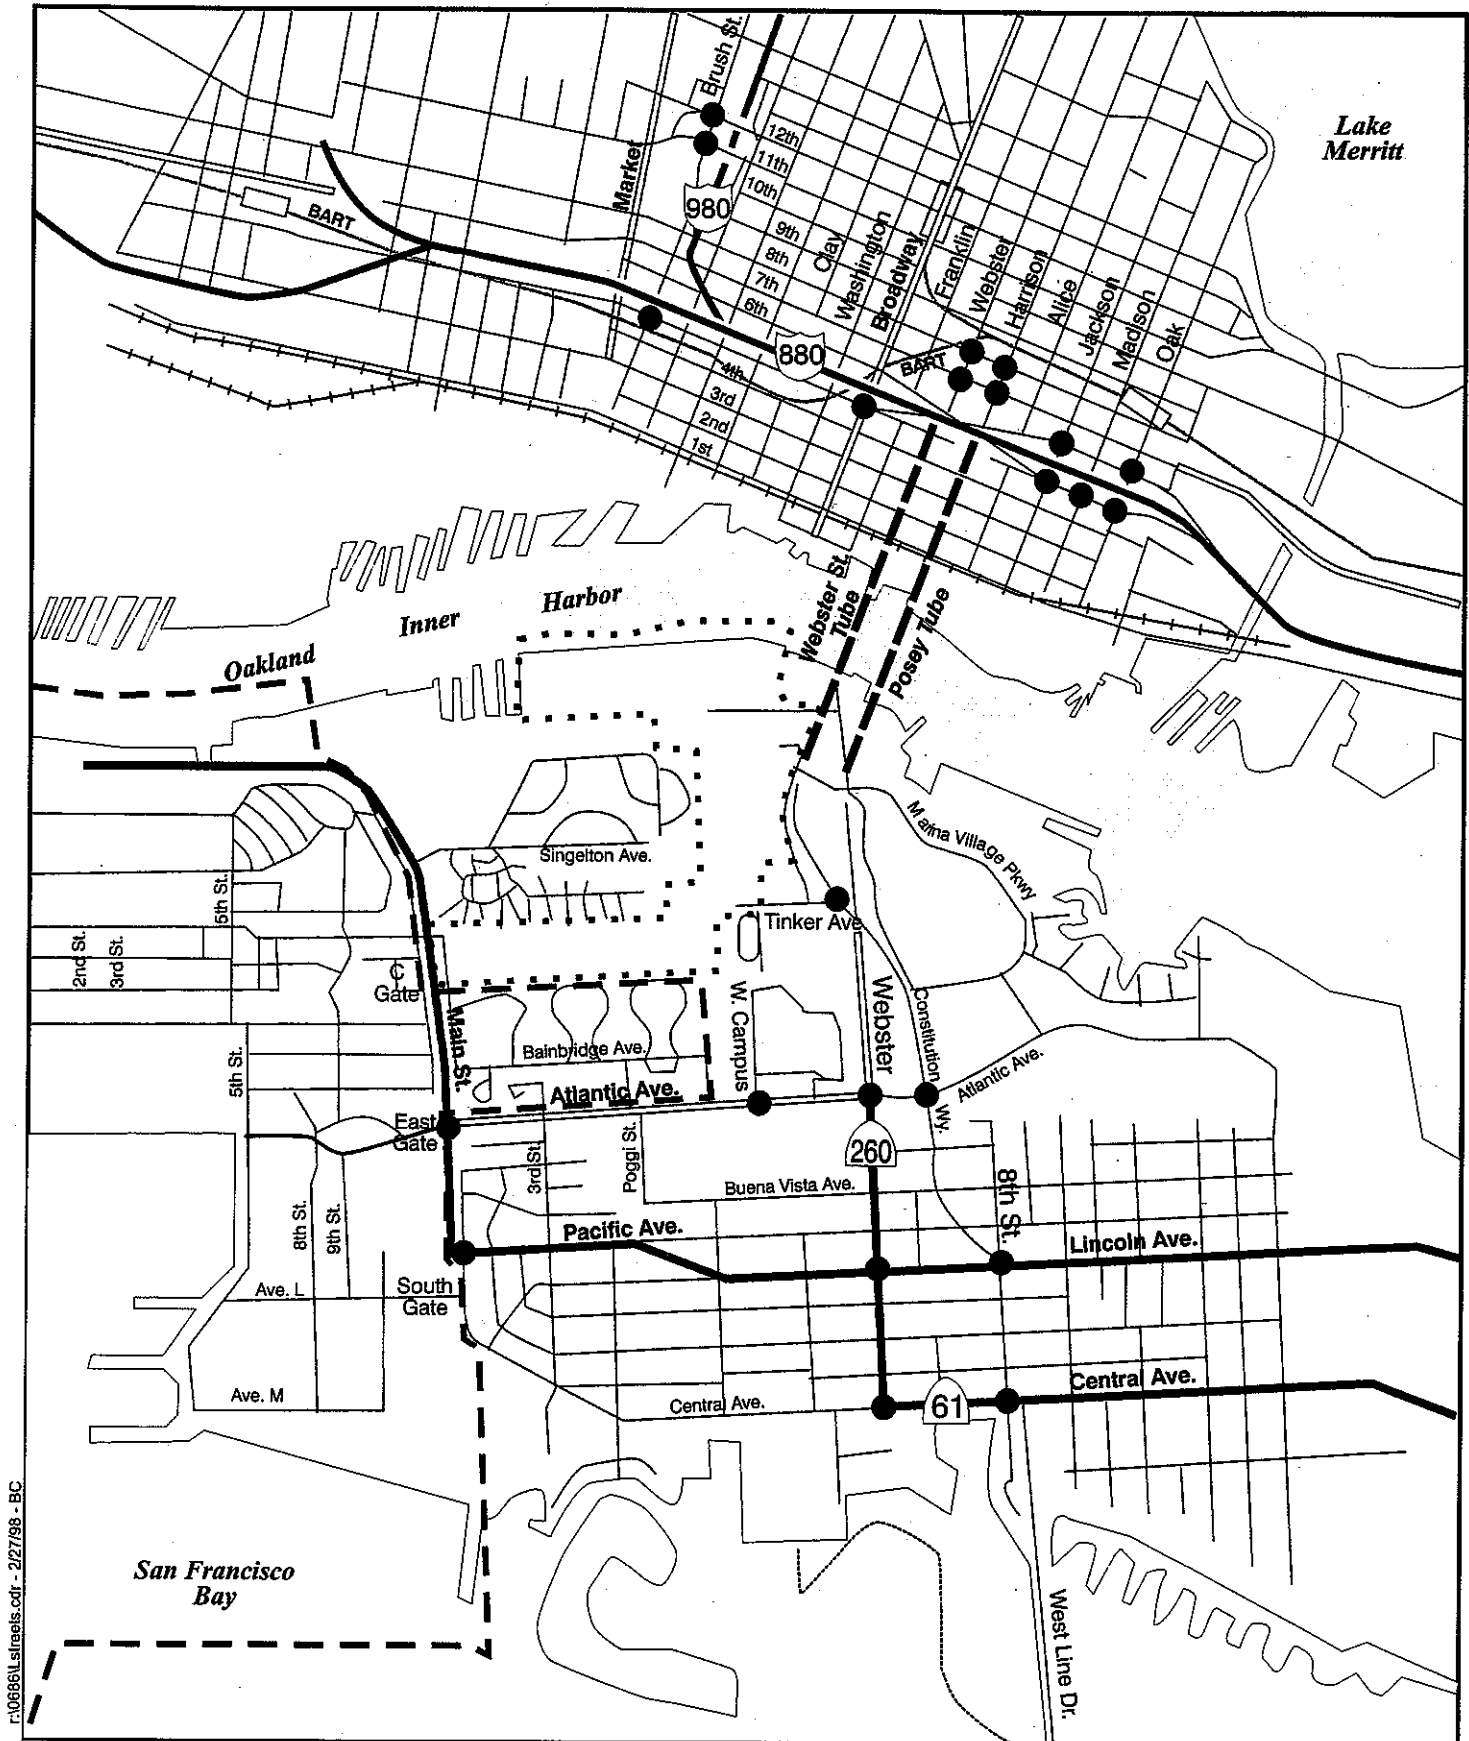 Brush St.
Lake
Merritt
12th
11th
10th
9th
8th
7th
6th
Market
980
BART
Clay
Washington
Broadway
Franklin
Webster
Harrison
Alice
Jackson
Madison
Oak
880
BART
4th
3rd
2nd
1st
Oakland
Inner
Harbor
Webster St.
Tube
Posey Tube
Marina Village Pkwy
Singelton Ave.
5th St.
Tinker Ave
2nd St.
3rd St.
C
Gate
Main St.
W. Campus
Webster
Constitution
Wy.
Bainbridge Ave.
Atlantic Ave.
Atlantic Ave.
5th St.
East
Gate
260
3rd St.
Poggi St.
Buena Vista Ave.
8th St.
8th St.
9th St.
Pacific Ave.
Lincoln Ave.
Ave. L
South
Gate
Ave. M
Central Ave.
61
Central Ave.
San Francisco
Bay
West Line Dr.
r:\0686\Lstreets.cdr - 2/27/98 - BC